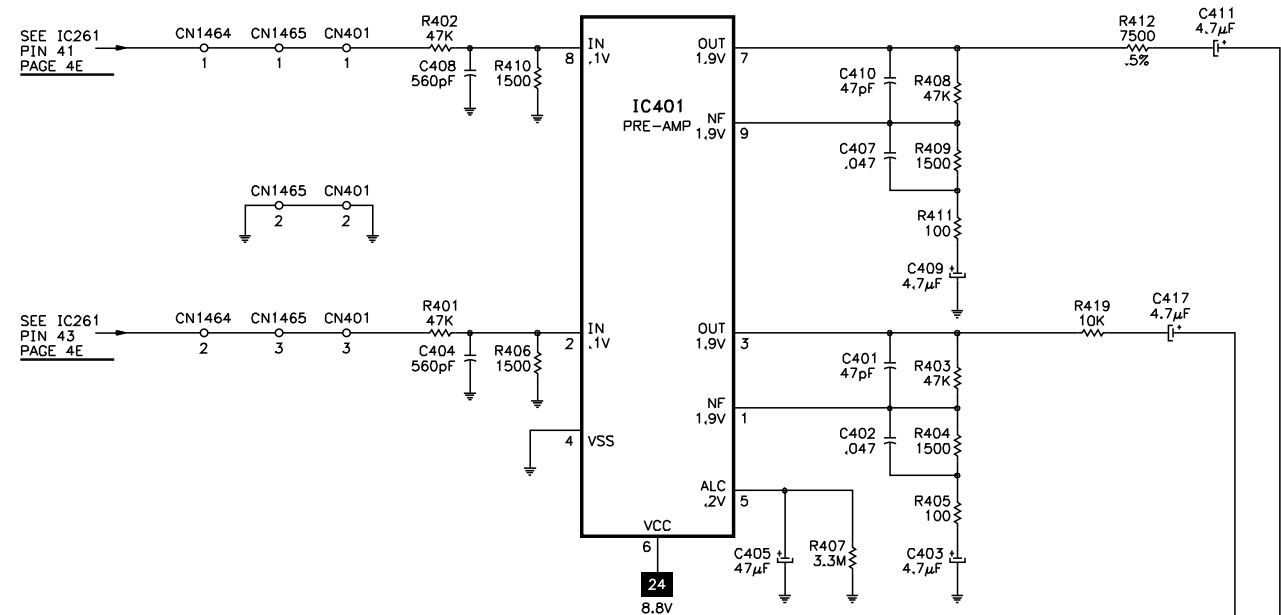 SEE IC261
PIN 41
PAGE 4E
CN1464
1
CN1465
1
CN401
1
R402
47K
C408
560pF
R410
1500
8
IN
.1V
IC401
PRE-AMP
OUT
1.9V
7
NF
1.9V
9
C410
47pF
R408
47K
R412
7500
.5%
C411
4.7µF
+
C407
.047
R409
1500
R411
100
C409
4.7µF
+
CN1465
2
CN401
2
SEE IC261
PIN 43
PAGE 4E
CN1464
2
CN1465
3
CN401
3
R401
47K
C404
560pF
R406
1500
2
IN
.1V
4
VSS
OUT
1.9V
3
NF
1.9V
1
C401
47pF
R403
47K
R419
10K
C417
4.7µF
+
C402
.047
R404
1500
R405
100
C403
4.7µF
+
ALC
.2V
5
C405
47µF
+
R407
3.3M
VCC
6
24
8.8V